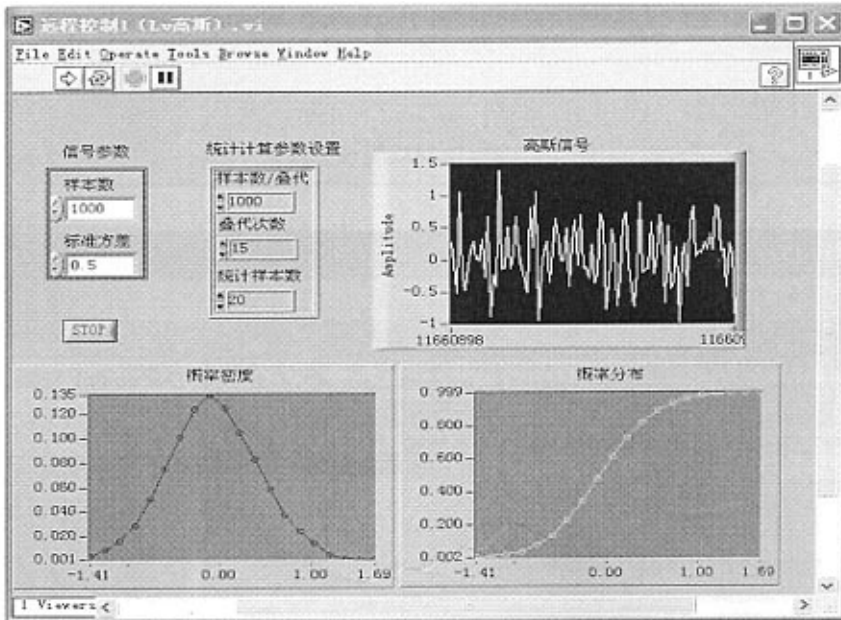 远程控制1（Lv高斯）.vi
File Edit Operate Tools Browse Window Help
?
1
信号参数
样本数
1000
标准方差
0.5
STOP
统计计算参数设置
样本数/叠代
1000
叠代次数
15
统计样本数
20
高斯信号
Amplitude
1.5
1
0.5
0
-0.5
-1
11660898
11660
概率密度
0.135
0.120
0.100
0.080
0.060
0.040
0.020
0.001
-1.41
0.00
1.00
1.69
概率分布
0.999
0.800
0.600
0.400
0.200
0.002
-1.41
0.00
1.00
1.69
1 Viewers